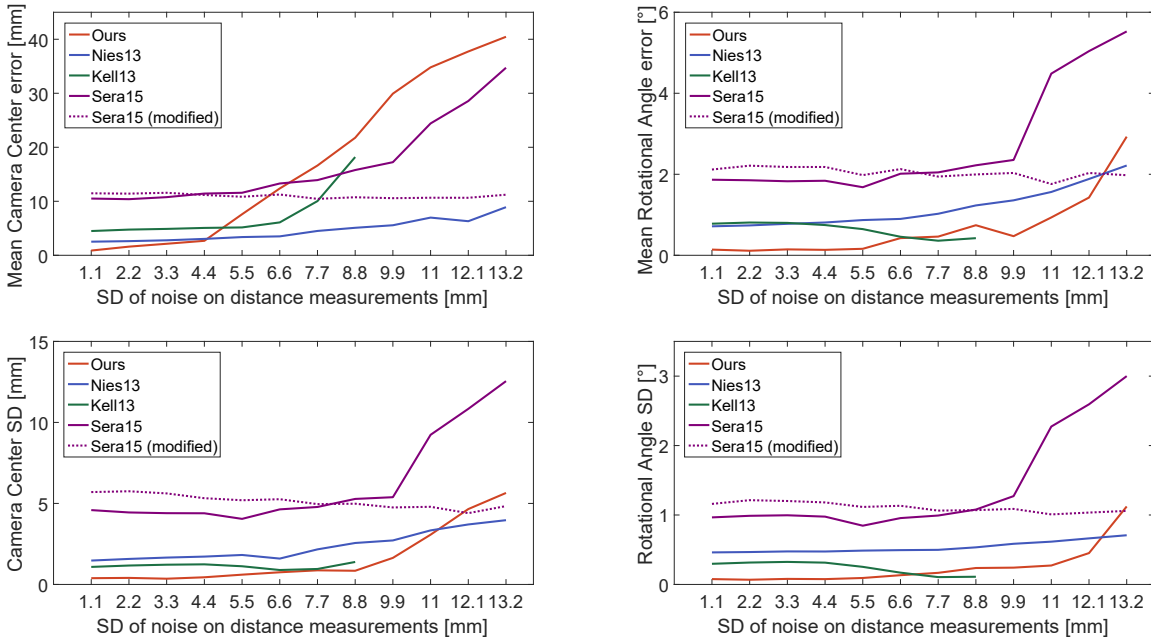 Mean Camera Center error [mm]
40
30
20
10
0
Ours
Nies13
Kell13
Sera15
Sera15 (modified)
1.1 2.2 3.3 4.4 5.5 6.6 7.7 8.8 9.9 11 12.1 13.2
SD of noise on distance measurements [mm]
Mean Rotational Angle error [°]
6
4
2
0
Ours
Nies13
Kell13
Sera15
Sera15 (modified)
1.1 2.2 3.3 4.4 5.5 6.6 7.7 8.8 9.9 11 12.1 13.2
SD of noise on distance measurements [mm]
Camera Center SD [mm]
15
10
5
0
Ours
Nies13
Kell13
Sera15
Sera15 (modified)
1.1 2.2 3.3 4.4 5.5 6.6 7.7 8.8 9.9 11 12.1 13.2
SD of noise on distance measurements [mm]
Rotational Angle SD [°]
3
2
1
0
Ours
Nies13
Kell13
Sera15
Sera15 (modified)
1.1 2.2 3.3 4.4 5.5 6.6 7.7 8.8 9.9 11 12.1 13.2
SD of noise on distance measurements [mm]